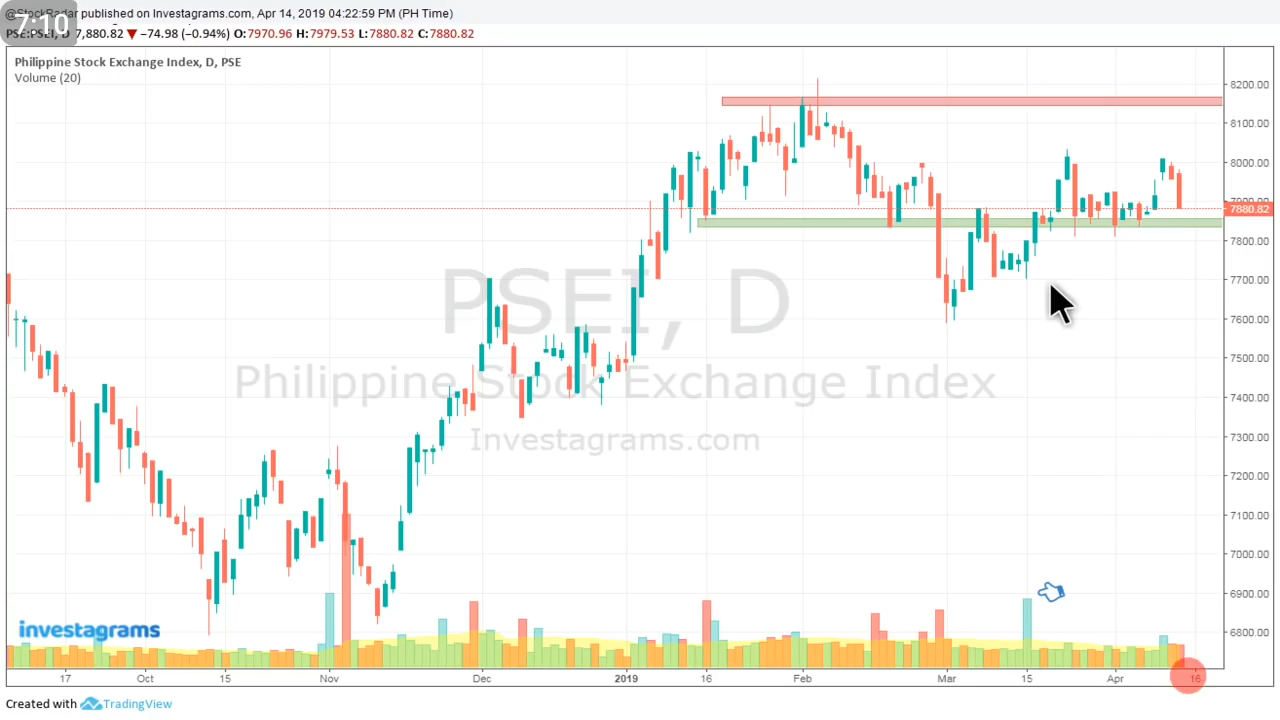 @StockRadar published on Investagrams.com, Apr 14, 2019 04:22:59 PM (PH Time)
7:10
PSE:PSEI, D 7,880.82 ▼ −74.98 (−0.94%) O:7970.96 H:7979.53 L:7880.82 C:7880.82
Philippine Stock Exchange Index, D, PSE
Volume (20)
8200.00
8100.00
8000.00
7900.00
7880.82
7800.00
7700.00
7600.00
7500.00
7400.00
7300.00
7200.00
7100.00
7000.00
6900.00
6800.00
PSEI, D
Philippine Stock Exchange Index
Investagrams.com
investagrams
17 Oct 15 Nov Dec 2019 16 Feb Mar 15 Apr 16
Created with TradingView